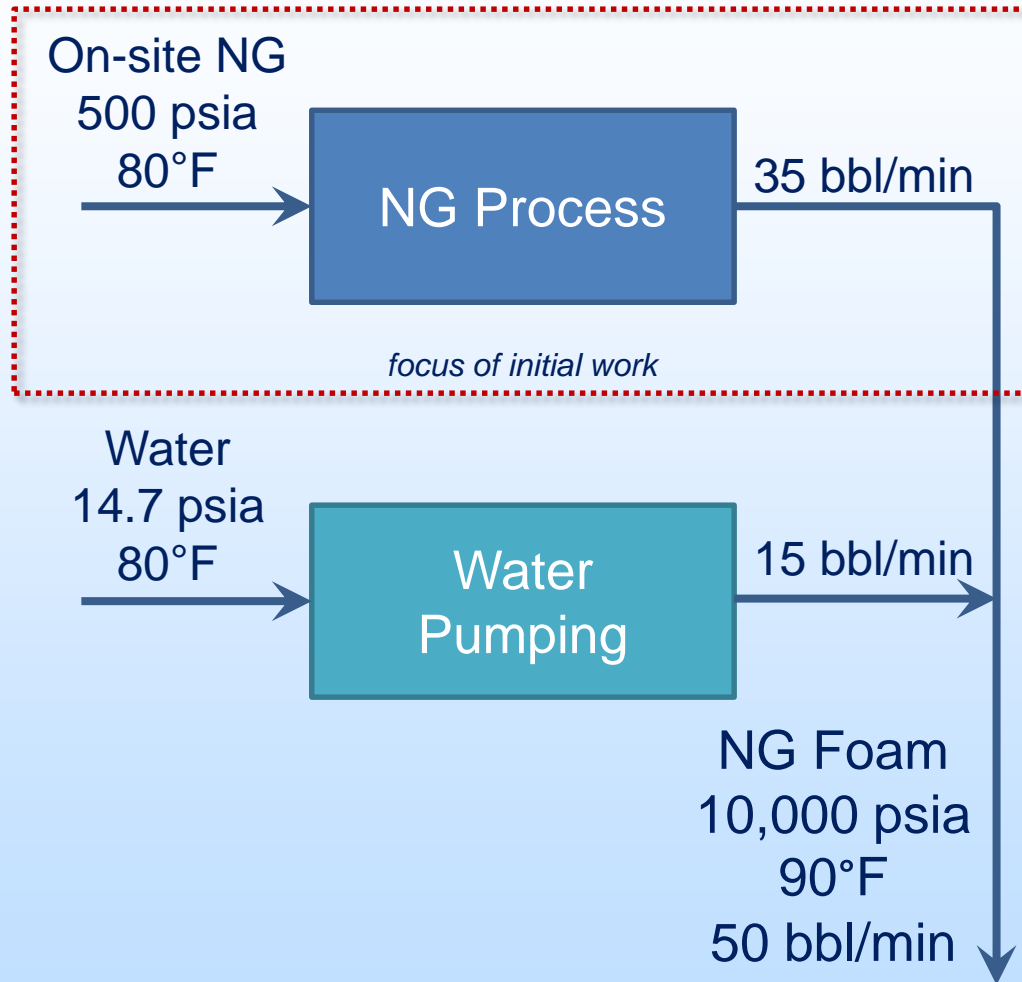 On-site NG
500 psia
80°F
NG Process
35 bbl/min
focus of initial work
Water
14.7 psia
80°F
Water
Pumping
15 bbl/min
NG Foam
10,000 psia
90°F
50 bbl/min